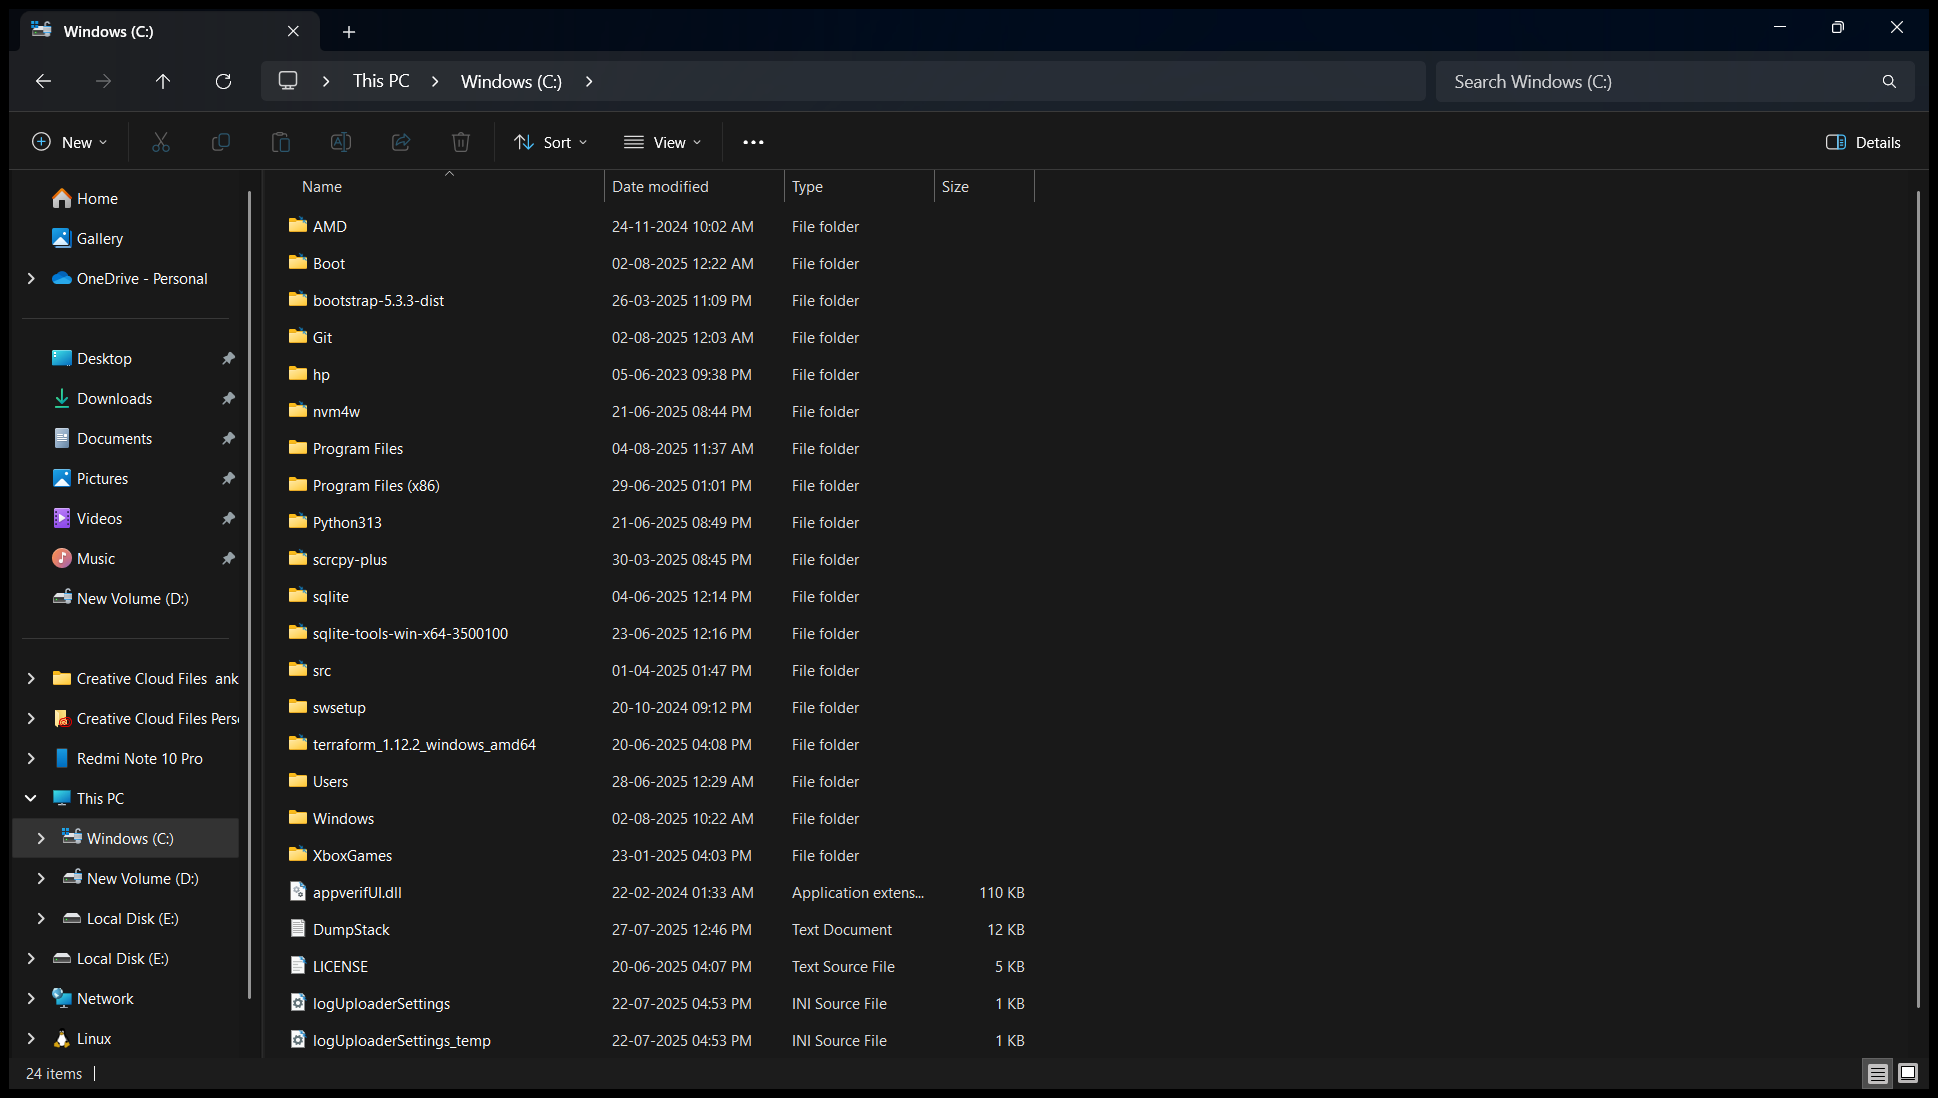 Windows (C:)
This PC > Windows (C:) >
Search Windows (C:)
New
Sort
View
Details
Home
Gallery
OneDrive - Personal
Desktop
Downloads
Documents
Pictures
Videos
Music
New Volume (D:)
Creative Cloud Files ank
Creative Cloud Files Pers
Redmi Note 10 Pro
This PC
Windows (C:)
New Volume (D:)
Local Disk (E:)
Local Disk (E:)
Network
Linux
Name Date modified Type Size
AMD 24-11-2024 10:02 AM File folder
Boot 02-08-2025 12:22 AM File folder
bootstrap-5.3.3-dist 26-03-2025 11:09 PM File folder
Git 02-08-2025 12:03 AM File folder
hp 05-06-2023 09:38 PM File folder
nvm4w 21-06-2025 08:44 PM File folder
Program Files 04-08-2025 11:37 AM File folder
Program Files (x86) 29-06-2025 01:01 PM File folder
Python313 21-06-2025 08:49 PM File folder
scrcpy-plus 30-03-2025 08:45 PM File folder
sqlite 04-06-2025 12:14 PM File folder
sqlite-tools-win-x64-3500100 23-06-2025 12:16 PM File folder
src 01-04-2025 01:47 PM File folder
swsetup 20-10-2024 09:12 PM File folder
terraform_1.12.2_windows_amd64 20-06-2025 04:08 PM File folder
Users 28-06-2025 12:29 AM File folder
Windows 02-08-2025 10:22 AM File folder
XboxGames 23-01-2025 04:03 PM File folder
appverifUI.dll 22-02-2024 01:33 AM Application extens... 110 KB
DumpStack 27-07-2025 12:46 PM Text Document 12 KB
LICENSE 20-06-2025 04:07 PM Text Source File 5 KB
logUploaderSettings 22-07-2025 04:53 PM INI Source File 1 KB
logUploaderSettings_temp 22-07-2025 04:53 PM INI Source File 1 KB
24 items